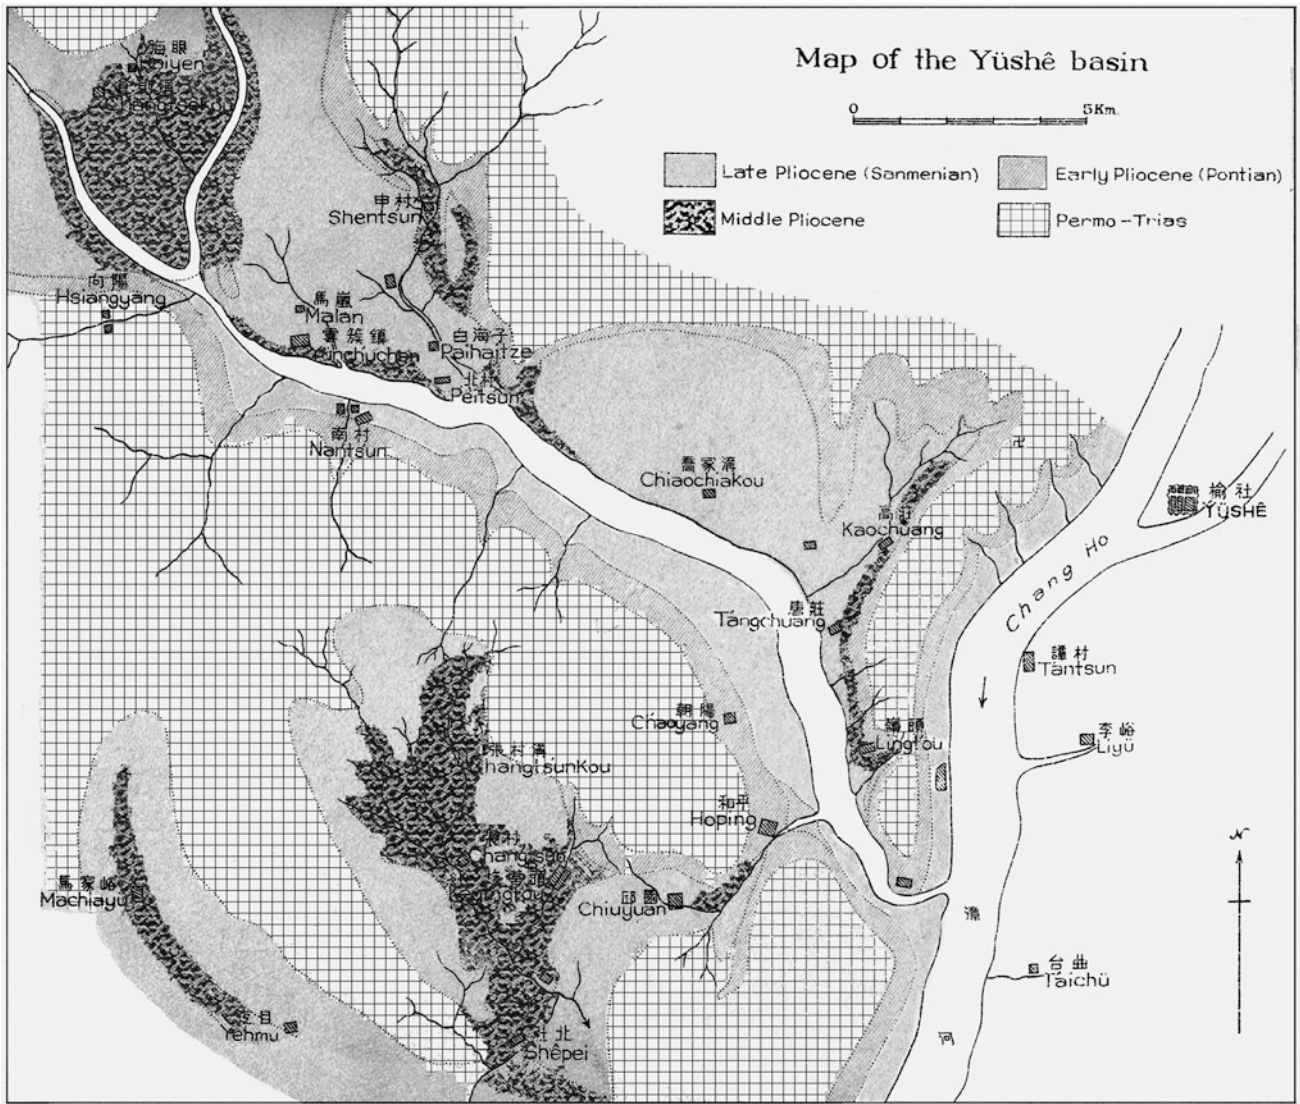 Map of the Yüshê basin
0 5Km.
Late Pliocene (Sanmenian)
Early Pliocene (Pontian)
Middle Pliocene
Permo-Trias
海眼
Haiyen
申村
Shentsun
向陽
Hsiangyang
馬嵐
Malan
雲簇鎮
Yunchuchen
白海子
Paihaitze
北村
Peitsun
南村
Nantsun
喬家溝
Chiaochiakou
高莊
Kaochuang
榆社
YÜSHÊ
Chang Ho
唐莊
Tangchuang
譚村
Tantsun
朝陽
Chaoyang
嶺頭
Lingtou
李峪
Liyü
張村溝
Changtsunkou
和平
Hoping
張村
Changtsun
馬家峪
Machiayü
邱園
Chiuyuan
N
漳
台曲
Taichü
河
Yehmu
社北
Shêpei